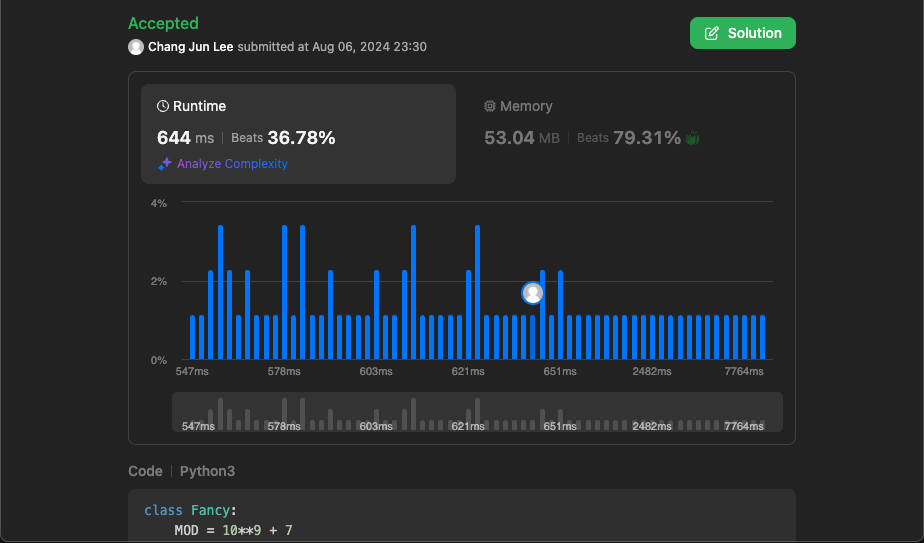 Accepted
Chang Jun Lee submitted at Aug 06, 2024 23:30
Solution
Runtime
644 ms | Beats 36.78%
Analyze Complexity
Memory
53.04 MB | Beats 79.31%
4%
2%
0%
547ms 578ms 603ms 621ms 651ms 2482ms 7764ms
547ms 578ms 603ms 621ms 651ms 2482ms 7764ms
Code | Python3
class Fancy:
    MOD = 10**9 + 7